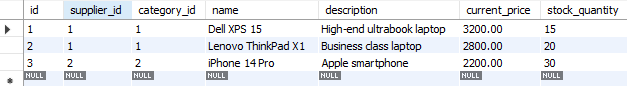 id supplier_id category_id name description current_price stock_quantity
1 1 1 Dell XPS 15 High-end ultrabook laptop 3200.00 15
2 1 1 Lenovo ThinkPad X1 Business class laptop 2800.00 20
3 2 2 iPhone 14 Pro Apple smartphone 2200.00 30
NULL NULL NULL NULL NULL NULL NULL